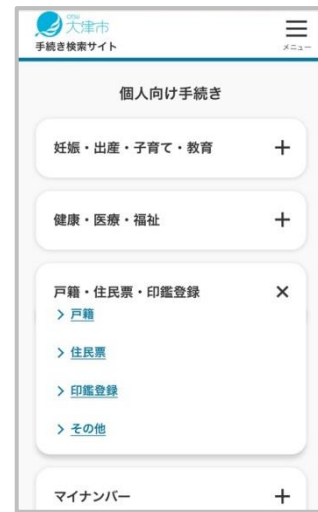 OTSU
大津市
手続き検索サイト
メニュー
個人向け手続き
妊娠・出産・子育て・教育
健康・医療・福祉
戸籍・住民票・印鑑登録
戸籍
住民票
印鑑登録
その他
マイナンバー